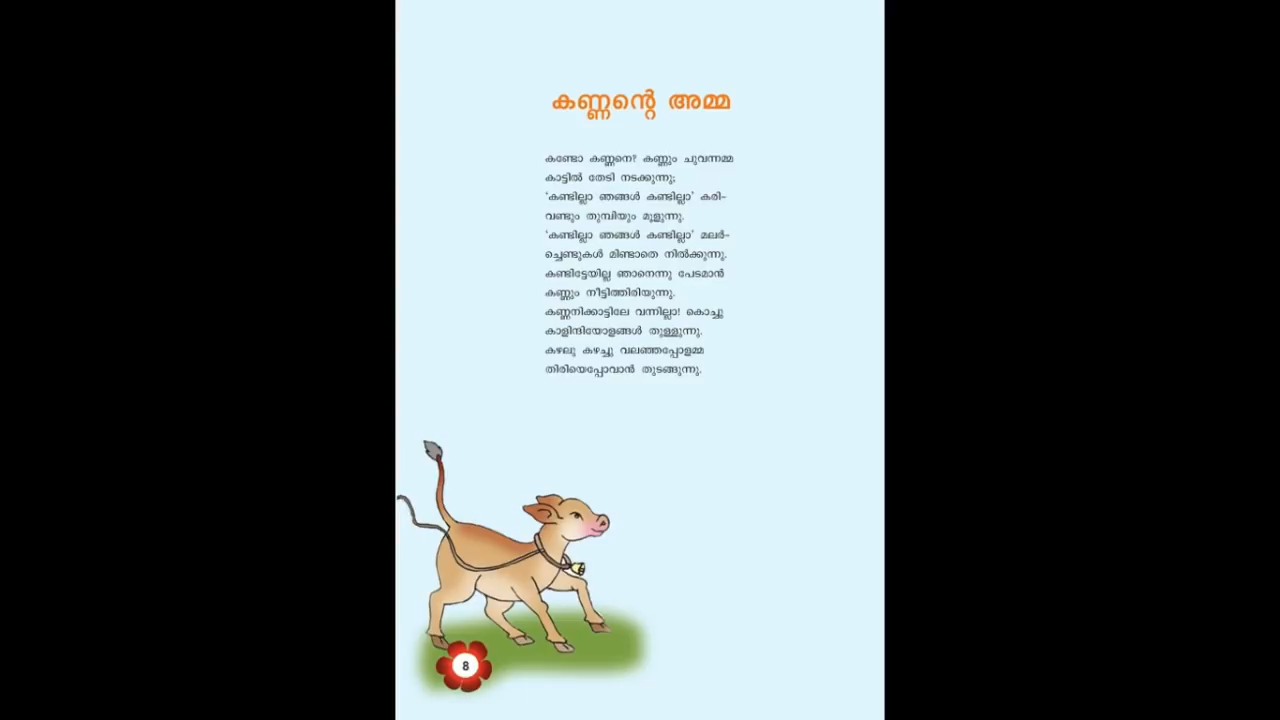 കണ്ണന്റെ അമ്മ
കണ്ടോ കണ്ണനെ? കണ്ണും ചുവന്നമ്മ
കാട്ടിൽ തേടി നടക്കുന്നു;
‘കണ്ടില്ലാ ഞങ്ങൾ കണ്ടില്ലാ’ കരി-
വണ്ടും തുമ്പിയും മൂളുന്നു.
‘കണ്ടില്ലാ ഞങ്ങൾ കണ്ടില്ലാ’ മലർ-
ച്ചെണ്ടുകൾ മിണ്ടാതെ നിൽക്കുന്നു.
കണ്ടിട്ടേയില്ല ഞാനെന്നു പേടമാൻ
കണ്ണും നീട്ടിത്തിരിയുന്നു.
കണ്ണനിക്കാട്ടിലേ വന്നില്ലാ! കൊച്ചു
കാളിന്ദിയോളങ്ങൾ തുള്ളുന്നു.
കഴലു കഴച്ചു വലഞ്ഞപ്പോളമ്മ
തിരിയെപ്പോവാൻ തുടങ്ങുന്നു.
8